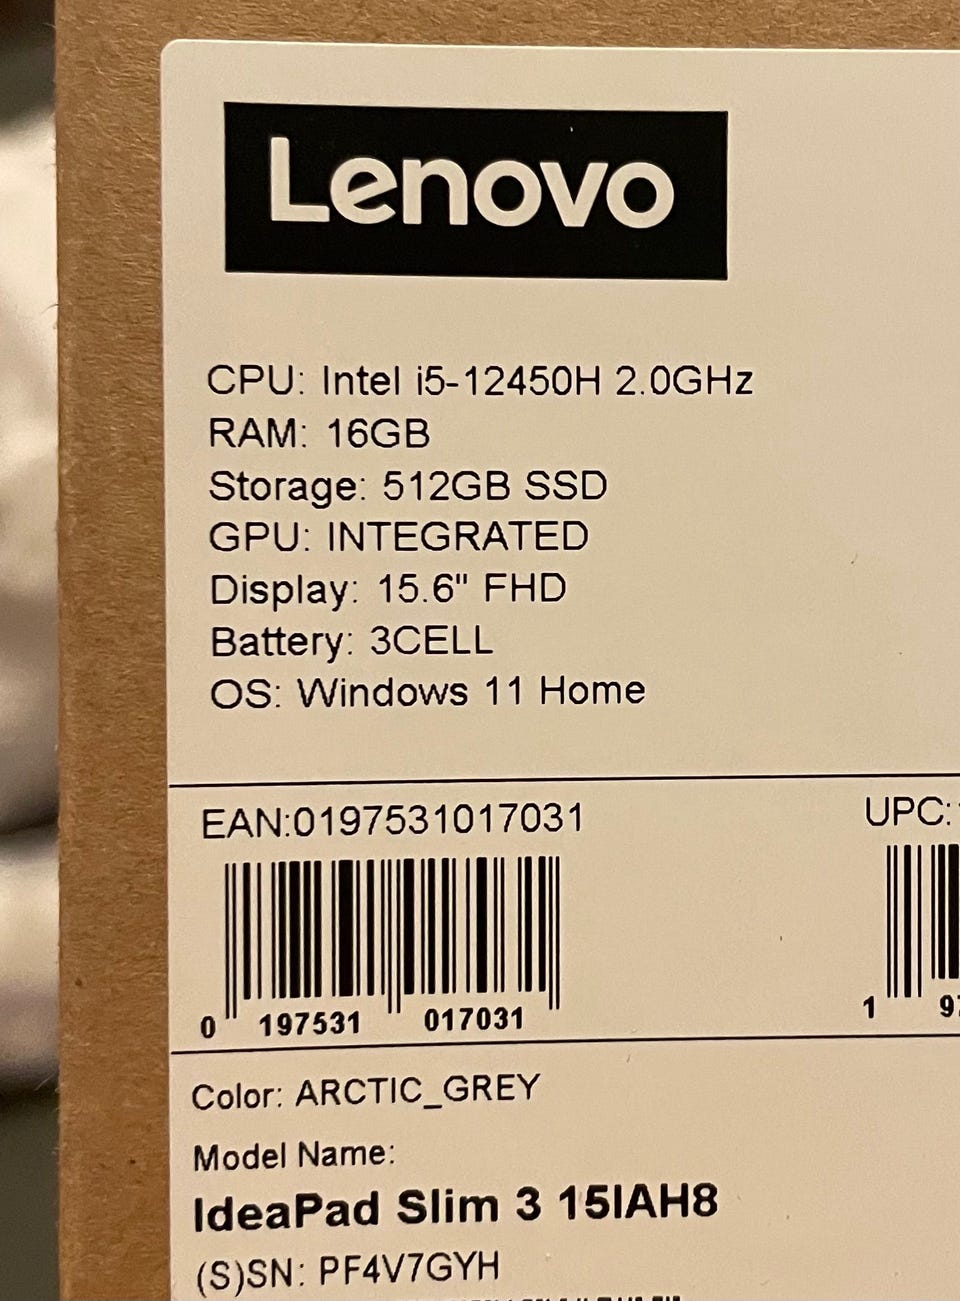 Lenovo
CPU: Intel i5-12450H 2.0GHz
RAM: 16GB
Storage: 512GB SSD
GPU: INTEGRATED
Display: 15.6" FHD
Battery: 3CELL
OS: Windows 11 Home
EAN:0197531017031
UPC:
0 197531 017031
1 97
Color: ARCTIC_GREY
Model Name:
IdeaPad Slim 3 15IAH8
(S)SN: PF4V7GYH